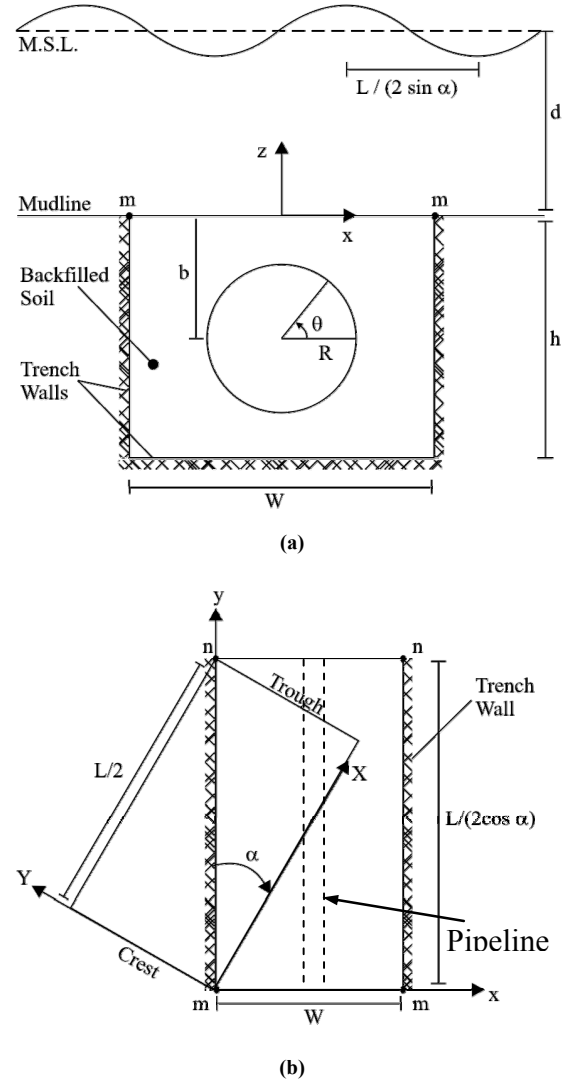 M.S.L.
L / (2 sin α)
d
z
m
m
Mudline
x
b
Backfilled
Soil
θ
R
h
Trench
Walls
W
(a)
y
n
n
Trough
Trench
Wall
L/2
X
L/(2cos α)
α
Y
Crest
Pipeline
m
m
x
W
(b)